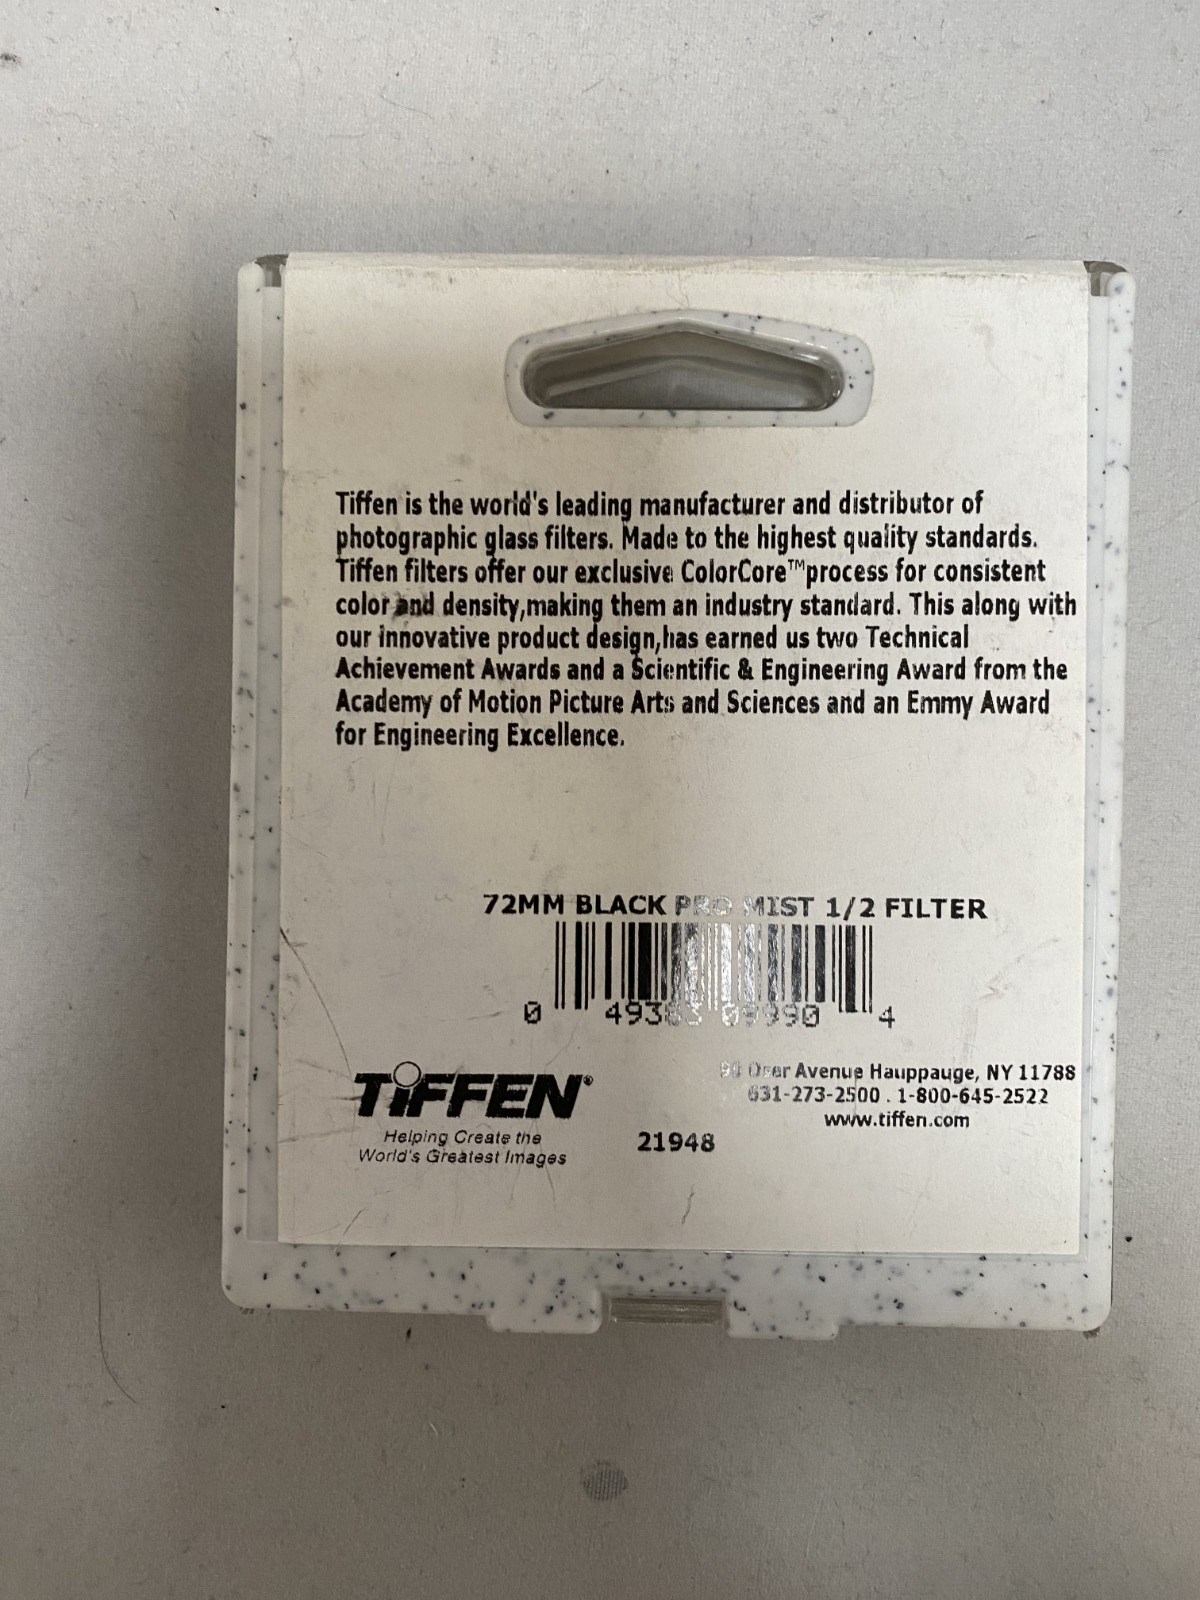 Tiffen is the world's leading manufacturer and distributor of
photographic glass filters. Made to the highest quality standards.
Tiffen filters offer our exclusive ColorCore™process for consistent
color and density,making them an industry standard. This along with
our innovative product design,has earned us two Technical
Achievement Awards and a Scientific & Engineering Award from the
Academy of Motion Picture Arts and Sciences and an Emmy Award
for Engineering Excellence.
72MM BLACK PRO MIST 1/2 FILTER
0 49383 09990 4
TiFFEN®
Helping Create the
World's Greatest Images
21948
Oser Avenue Hauppauge, NY 11788
631-273-2500 . 1-800-645-2522
www.tiffen.com